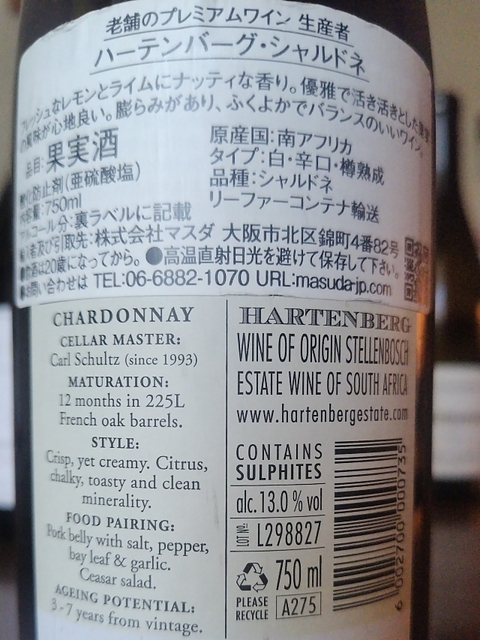 老舗のプレミアムワイン 生産者
ハーテンバーグ・シャルドネ
フレッシュなレモンとライムにナッティな香り。優雅で活き活きとした果実
の風味が心地良い。膨らみがあり、ふくよかでバランスのいいワイン。
品目:果実酒
酸化防止剤(亜硫酸塩)
内容量:750ml
アルコール分:裏ラベルに記載
原産国:南アフリカ
タイプ:白・辛口・樽熟成
品種:シャルドネ
リーファーコンテナ輸送
引取先:株式会社マスダ 大阪市北区錦町4番82号
飲酒は20歳になってから。●高温直射日光を避けて保存して下さい。
お問い合わせは TEL:06-6882-1070 URL:masuda-jp.com
CHARDONNAY
CELLAR MASTER:
Carl Schultz (since 1993)
MATURATION:
12 months in 225L
French oak barrels.
STYLE:
Crisp, yet creamy. Citrus,
chalky, toasty and clean
minerality.
FOOD PAIRING:
Pork belly with salt, pepper,
bay leaf & garlic.
Ceasar salad.
AGEING POTENTIAL:
3 - 7 years from vintage.
HARTENBERG
WINE OF ORIGIN STELLENBOSCH
ESTATE WINE OF SOUTH AFRICA
www.hartenbergestate.com
CONTAINS
SULPHITES
alc. 13.0 % vol
LOT No: L298827
750 ml
PLEASE
RECYCLE
A275
6 002700 000735